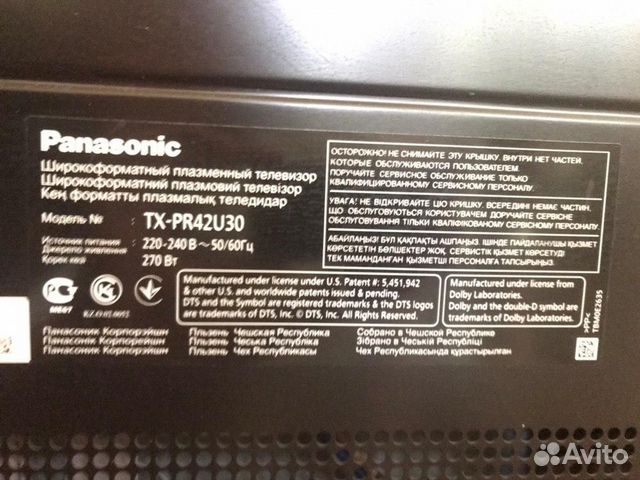 Panasonic
Широкоформатный плазменный телевизор
Широкоформатний плазмовий телевізор
Кең форматты плазмалық теледидар
Модель №: TX-PR42U30
Источник питания : 220-240 В ~ 50/60Гц
Джерело живлення
Қорек көзі 270 Вт
ОСТОРОЖНО! НЕ СНИМАЙТЕ ЭТУ КРЫШКУ. ВНУТРИ НЕТ ЧАСТЕЙ,
КОТОРЫЕ ОБСЛУЖИВАЮТСЯ ПОЛЬЗОВАТЕЛЕМ.
ПОРУЧАЙТЕ СЕРВИСНОЕ ОБСЛУЖИВАНИЕ ТОЛЬКО
КВАЛИФИЦИРОВАННОМУ СЕРВИСНОМУ ПЕРСОНАЛУ.
УВАГА! НЕ ВІДКРИВАЙТЕ ЦЮ КРИШКУ. ВСЕРЕДИНІ НЕМАЄ ЧАСТИН,
ЩО ОБСЛУГОВУЮТЬСЯ КОРИСТУВАЧЕМ. ДОРУЧАЙТЕ СЕРВІСНЕ
ОБСЛУГОВУВАННЯ ТІЛЬКИ КВАЛІФІКОВАНОМУ СЕРВІСНОМУ ПЕРСОНАЛУ.
АБАЙЛАҢЫЗ! БҰЛ ҚАҚПАҚТЫ АШПАҢЫЗ. ІШІНДЕ ПАЙДАЛАНУШЫ ҚЫЗМЕТ
КӨРСЕТЕТІН БӨЛШЕКТЕР ЖОҚ. СЕРВИСТІК ҚЫЗМЕТ КӨРСЕТУДІ
ТЕК МАМАНДАНҒАН ҚЫЗМЕТШІ ПЕРСОНАЛҒА ТАПСЫРЫҢЫЗ.
Manufactured under license under U.S. Patent #: 5,451,942
& other U.S. and worldwide patents issued & pending.
DTS and the Symbol are registered trademarks & the DTS logos
are trademarks of DTS, Inc. © DTS, Inc. All Rights Reserved.
Manufactured under license from
Dolby Laboratories.
Dolby and the double-D symbol are
trademarks of Dolby Laboratories.
>PP<
TBM0E2635
Панасоник Корпорэйшн Пльзень Чешская Республика Собрано в Чешской Республике
Панасонік Корпорейшн Пльзень Чеська Республіка Зібрано в Чеській Республіці
Панасоник Корпорэйшн Пльзень Чех Республикасы Чех Республикасында құрастырылған
Avito